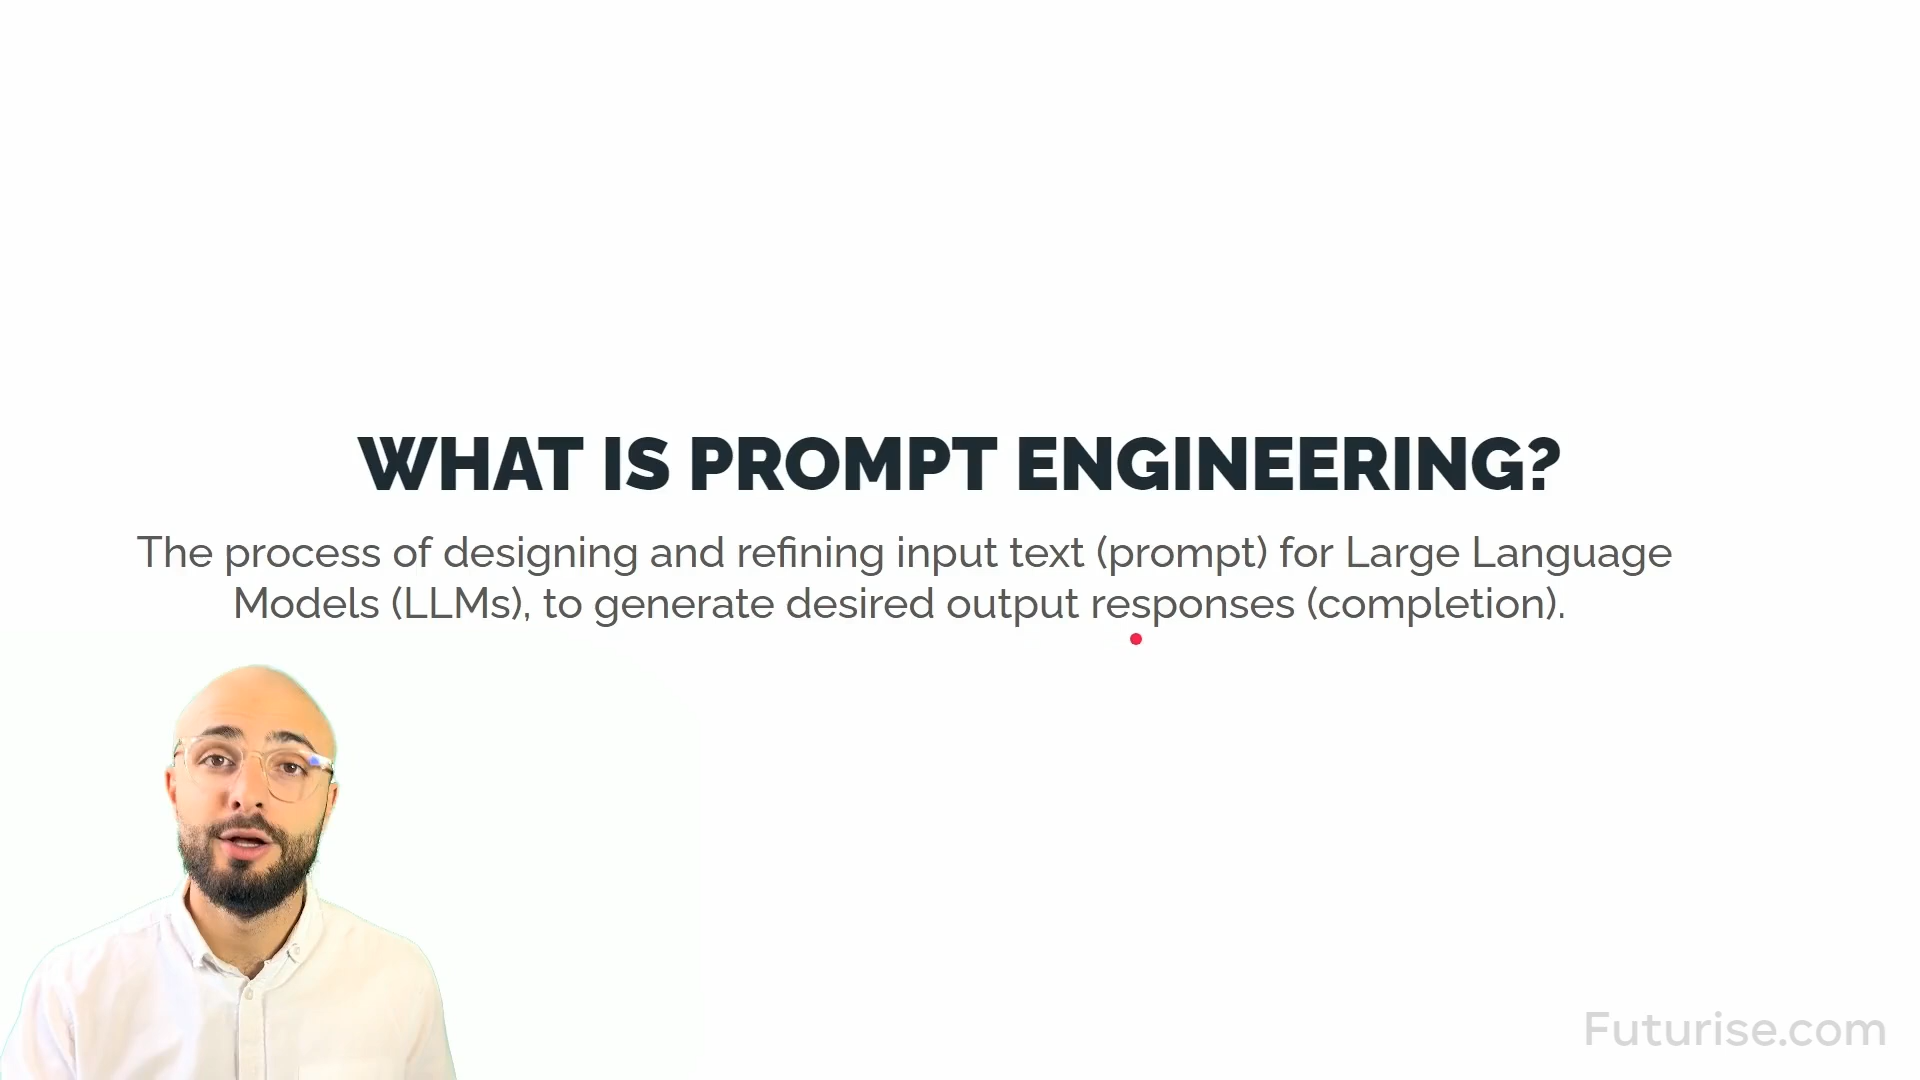 WHAT IS PROMPT ENGINEERING?
The process of designing and refining input text (prompt) for Large Language
Models (LLMs), to generate desired output responses (completion).
Futurise.com